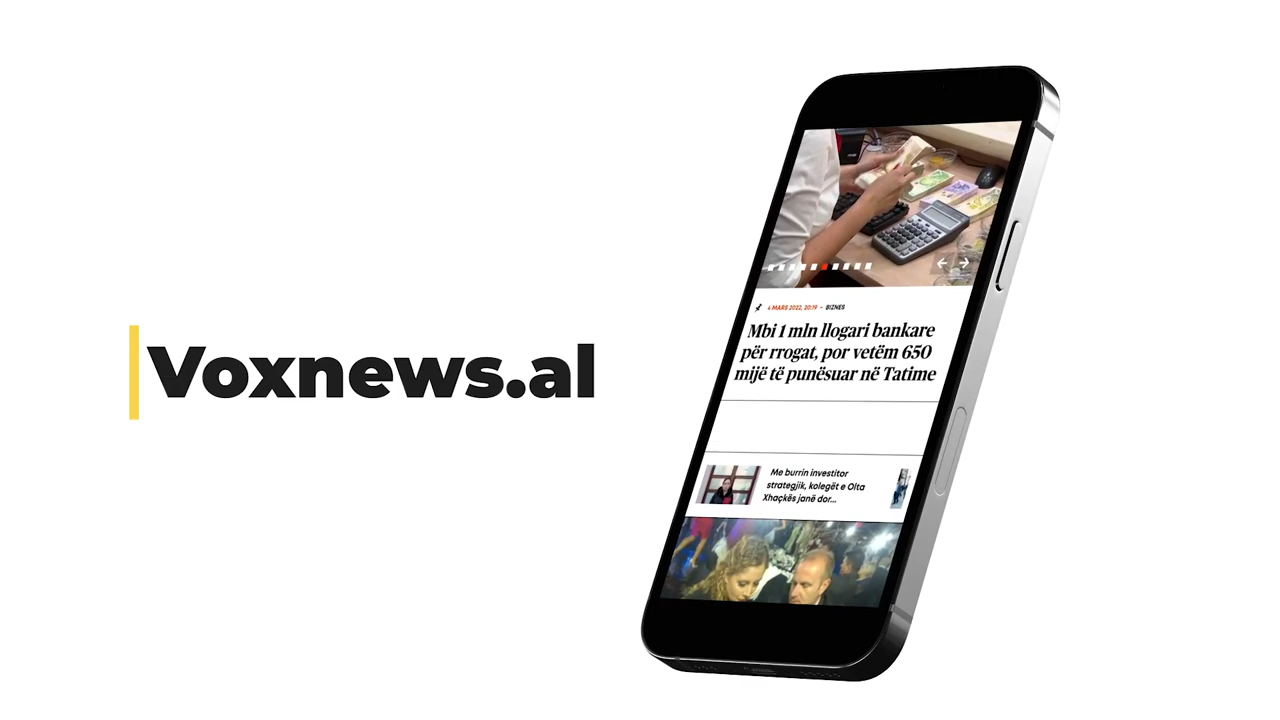 Voxnews.al
4 MARS 2022, 20:19 – BIZNES
Mbi 1 mln llogari bankare
për rrogat, por vetëm 650
mijë të punësuar në Tatime
Me burrin investitor
strategjik, kolegët e Olta
Xhaçkës janë dor...